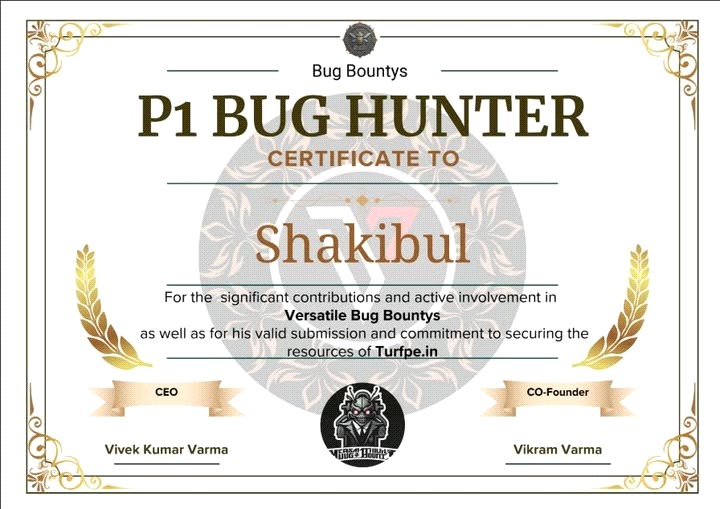 Bug Bountys
P1 BUG HUNTER
CERTIFICATE TO
Shakibul
For the significant contributions and active involvement in
Versatile Bug Bountys
as well as for his valid submission and commitment to securing the
resources of Turfpe.in
CEO
CO-Founder
Vivek Kumar Varma
Vikram Varma